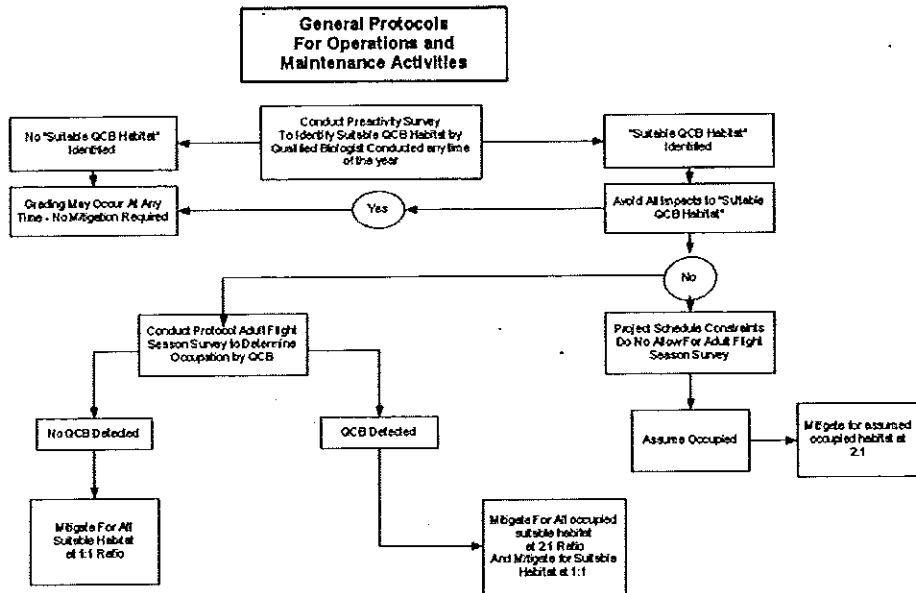 General Protocols
For Operations and
Maintenance Activities
No "Suitable QCB Habitat"
Identified
Conduct Preactivity Survey
To Identify Suitable QCB Habitat by
Qualified Biologist Conducted any time
of the year
"Suitable QCB Habitat"
Identified
Grading May Occur At Any
Time - No Mitigation Required
Yes
Avoid All Impacts to "Suitable
QCB Habitat"
No
Conduct Protocol Adult Flight
Season Survey to Determine
Occupation by QCB
Project Schedule Constraints
Do No Allow For Adult Flight
Season Survey
No QCB Detected
QCB Detected
Assume Occupied
Mitigate for assumed
occupied habitat at
2:1
Mitigate For All
Suitable Habitat
at 1:1 Ratio
Mitigate For All occupied
suitable habitat
at 2:1 Ratio
And Mitigate for Suitable
Habitat at 1:1